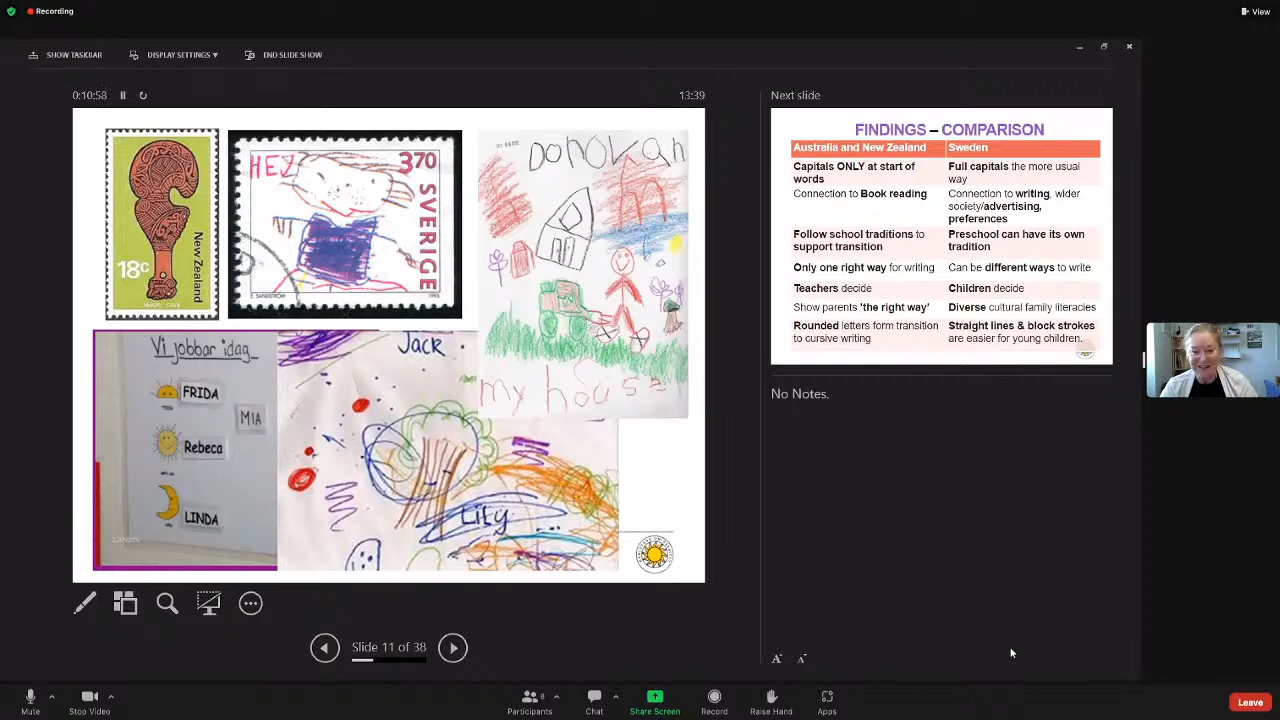 Recording
View
SHOW TASKBAR
DISPLAY SETTINGS
END SLIDE SHOW
0:10:58
13:39
Next slide
New Zealand
18c
HEJ
370
SVERIGE
E. SANDSTRÖM
1995
DONOVAN
my house
Vi jobbar idag
FRIDA
MIA
Rebeca
LINDA
Jack
Lily
FINDINGS – COMPARISON
Australia and New Zealand
Sweden
Capitals ONLY at start of
words
Full capitals the more usual
way
Connection to Book reading
Connection to writing, wider
society/advertising,
preferences
Follow school traditions to
support transition
Preschool can have its own
tradition
Only one right way for writing
Can be different ways to write
Teachers decide
Children decide
Show parents 'the right way'
Diverse cultural family literacies
Rounded letters form transition
to cursive writing
Straight lines & block strokes
are easier for young children.
No Notes.
Slide 11 of 38
A A
Mute
Stop Video
Participants
8
Chat
Share Screen
Record
Raise Hand
Apps
Leave